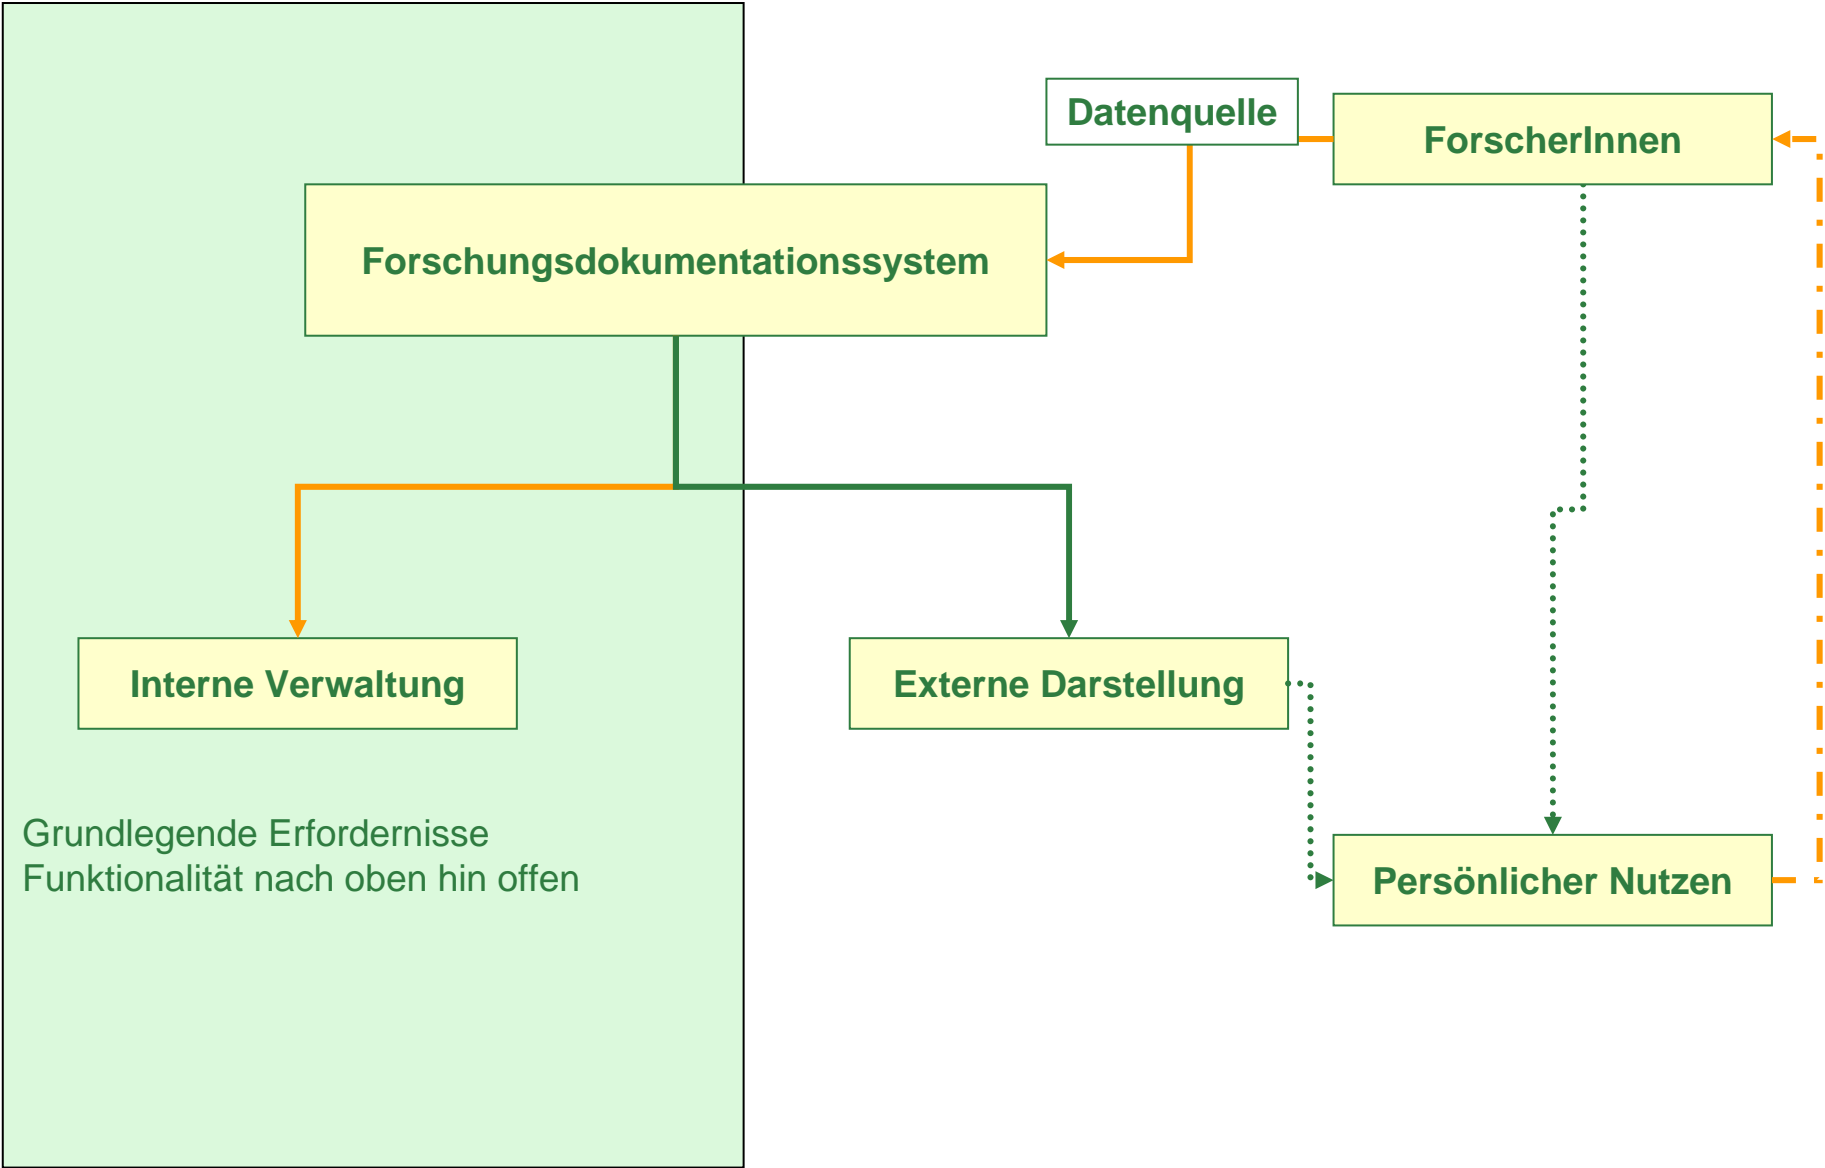 Datenquelle
ForscherInnen
Forschungsdokumentationssystem
Interne Verwaltung
Externe Darstellung
Grundlegende Erfordernisse
Funktionalität nach oben hin offen
Persönlicher Nutzen